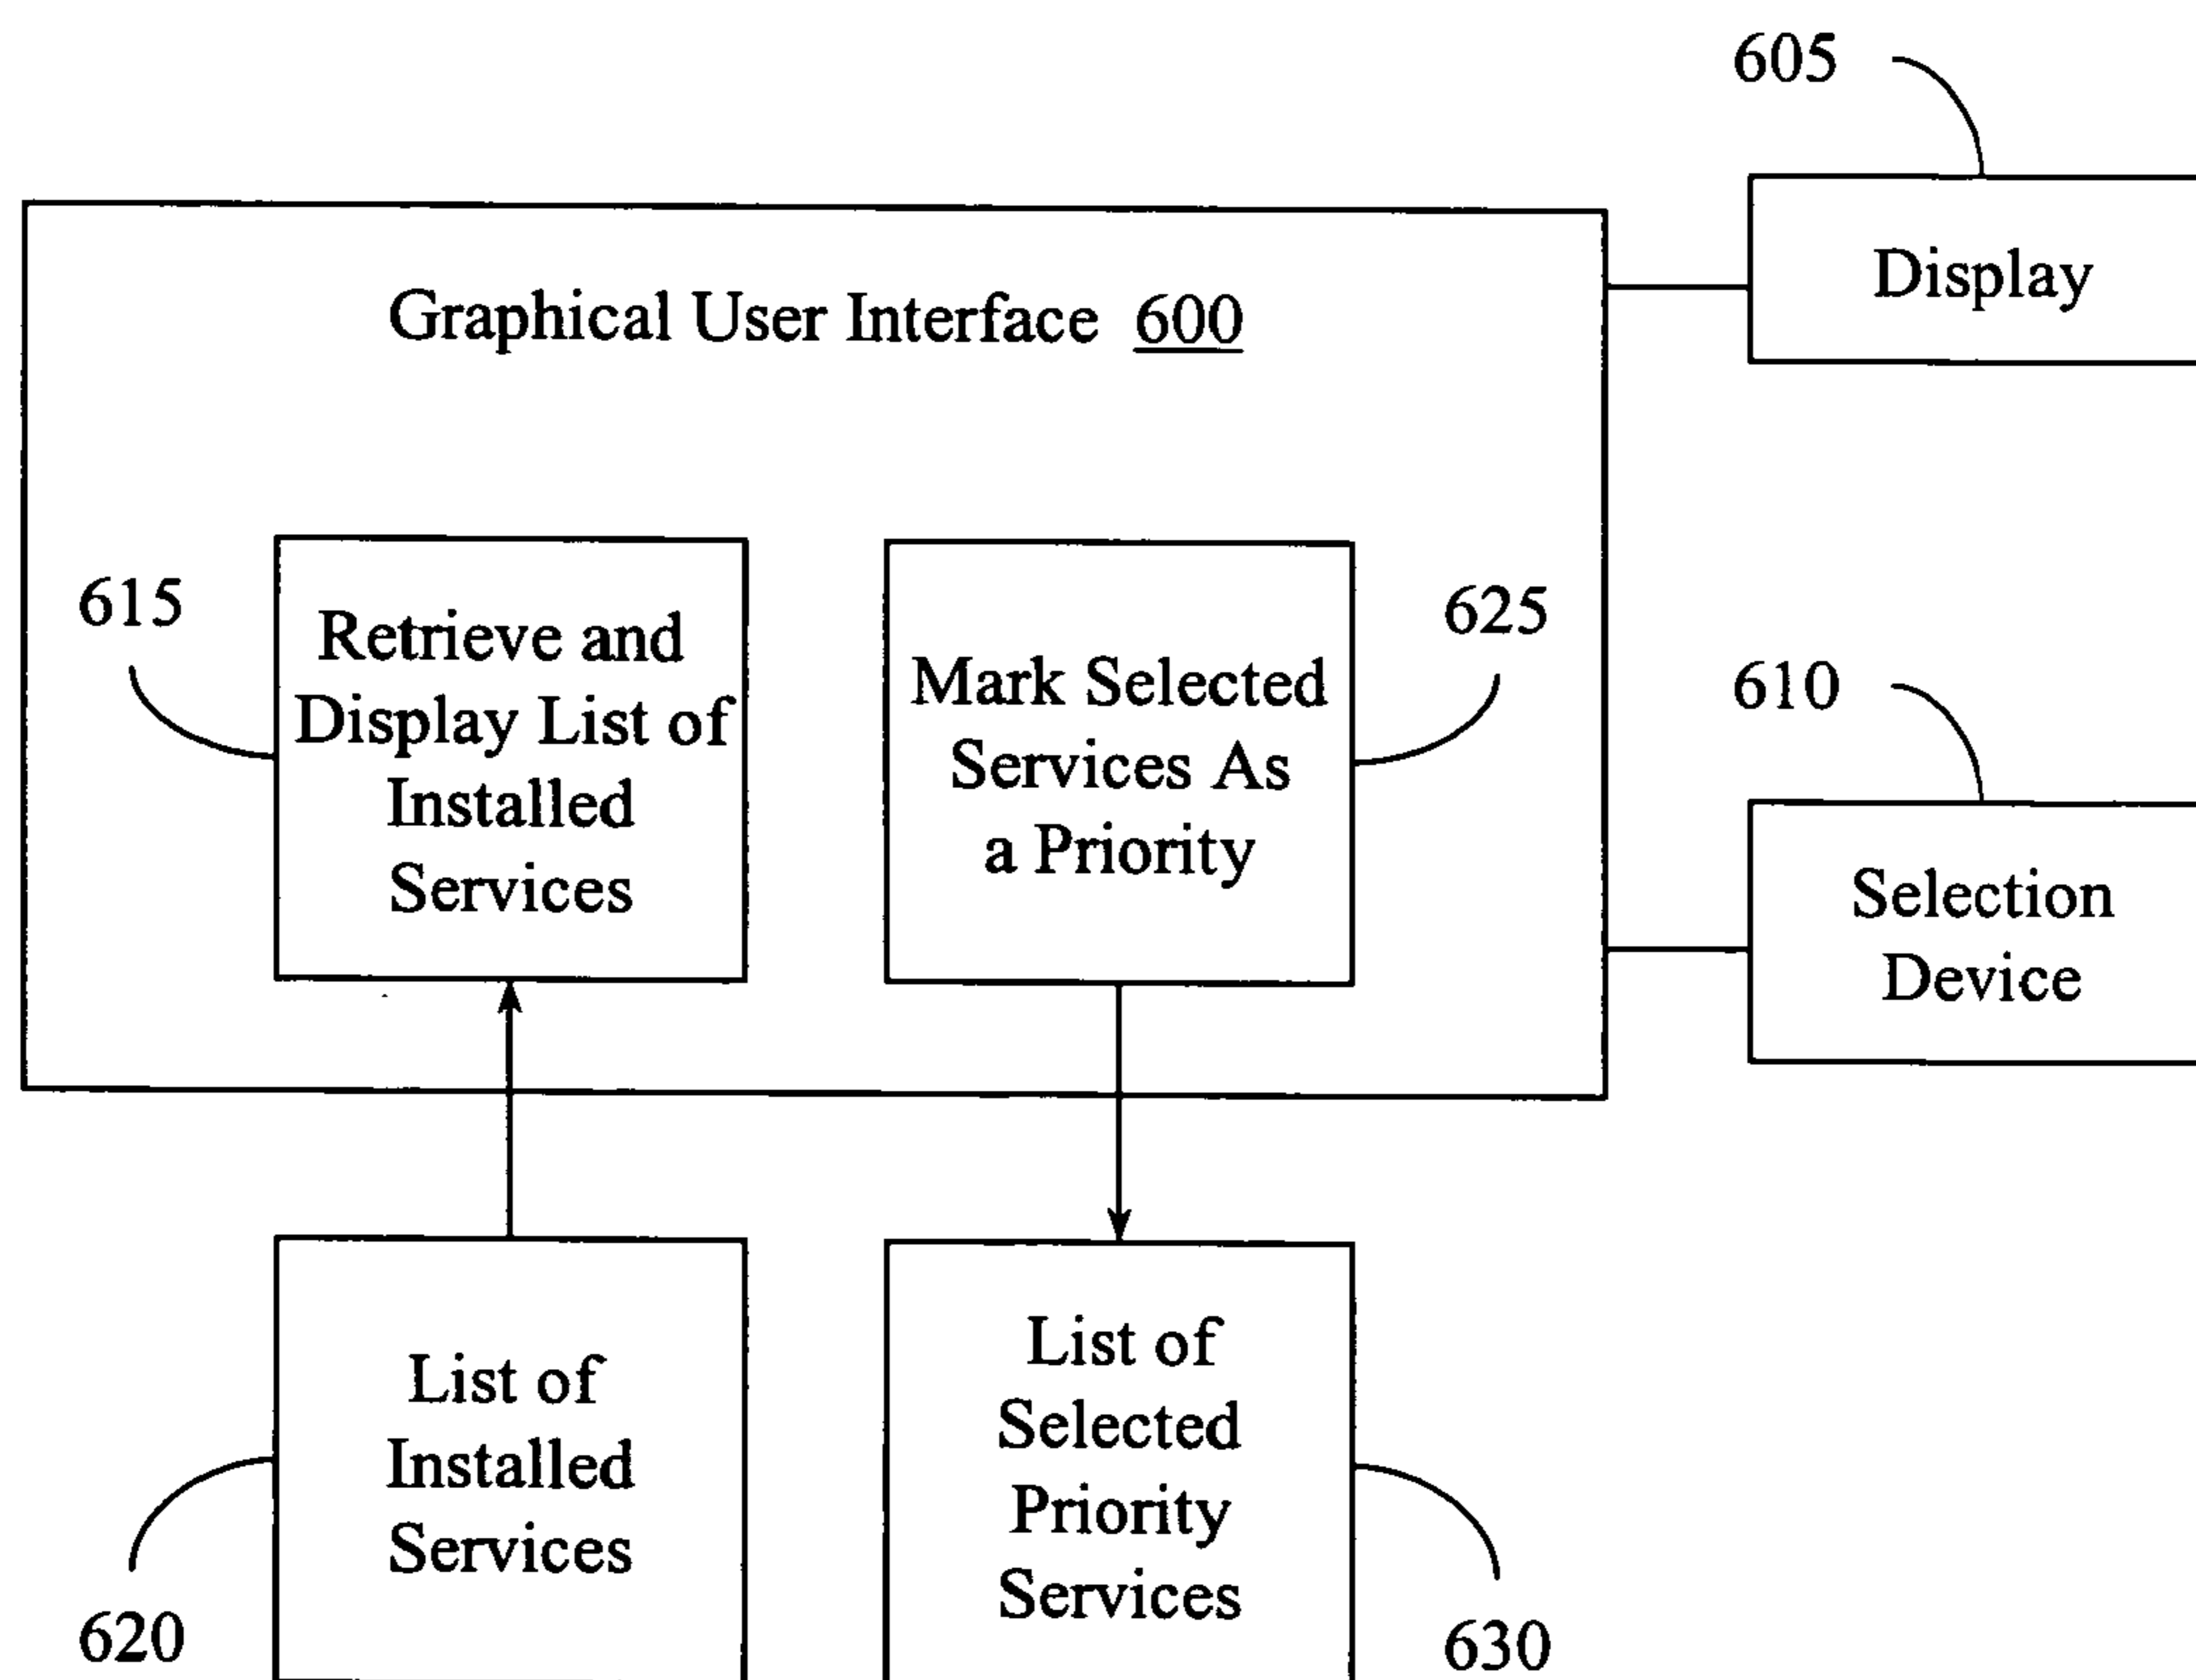 605
Display
Graphical User Interface 600
615
Retrieve and
Display List of
Installed
Services
Mark Selected
Services As
a Priority
625
610
Selection
Device
List of
Installed
Services
620
List of
Selected
Priority
Services
630